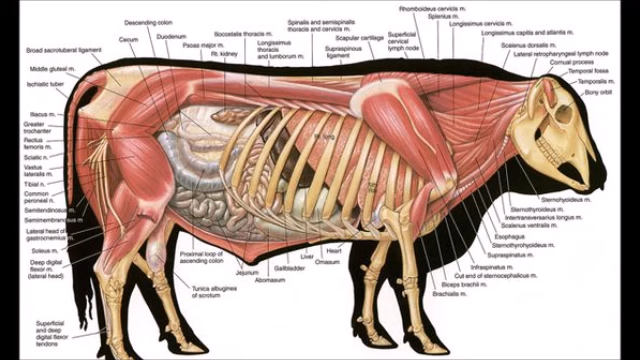 Rhomboideus cervicis m.
Splenius m.
Longissimus cervicis m.
Longissimus capitis and atlantis m.
Scalenus dorsalis m.
Lateral retropharyngeal lymph node
Cornual process
Temporal fossa
Temporalis m.
Bony orbit
Superficial
cervical
lymph node
Scapular cartilage
Supraspinous
ligament
Spinalis and semispinalis
thoracis and cervicis m.
Iliocostalis thoracis m.
Longissimus
thoracis
and lumborum m.
Rt. kidney
Psoas major m.
Descending colon
Duodenum
Cecum
Broad sacrotuberal ligament
Middle gluteal m.
Ischiatic tuber
Iliacus m.
Greater
trochanter
Rectus
femoris m.
Sciatic n.
Vastus
lateralis m.
Tibial n.
Common
peroneal n.
Semitendinosus m.
Semimembranosus m.
Lateral head of
gastrocnemius m.
Soleus m.
Deep digital
flexor m.
(lateral head)
Superficial
and deep
digital flexor
tendons
Rt. lung
Proximal loop of
ascending colon
Tunica albuginea
of scrotum
Jejunum
Abomasum
Gallbladder
Liver
Omasum
Heart
Sternohyoideus m.
Sternothyroideus m.
Intertransversarius longus m.
Scalenus ventralis m.
Esophagus
Sternothyrohyoideus m.
Supraspinatus m.
Infraspinatus m.
Cut end of sternocephalicus m.
Biceps brachii m.
Brachialis m.